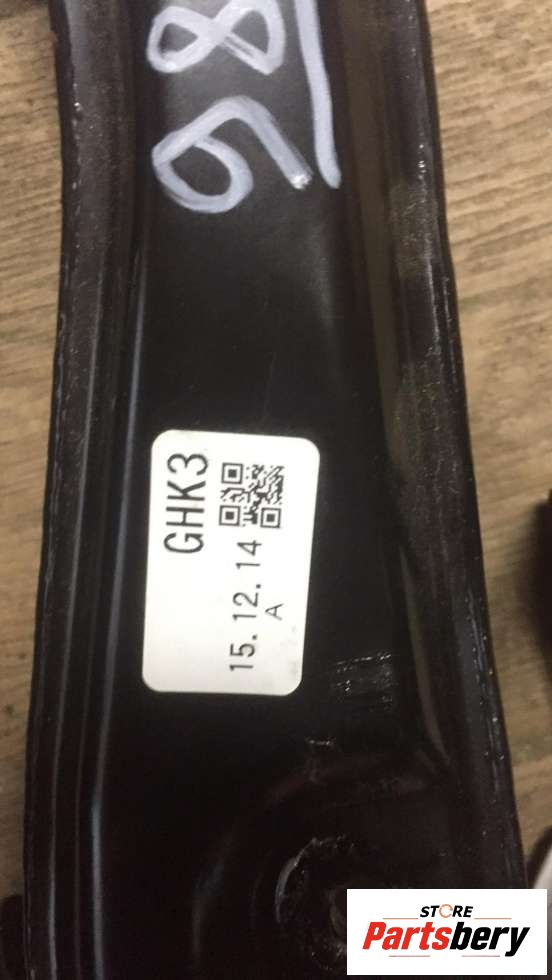 98
GHK3
15.12.14
A
STORE
Partsbery